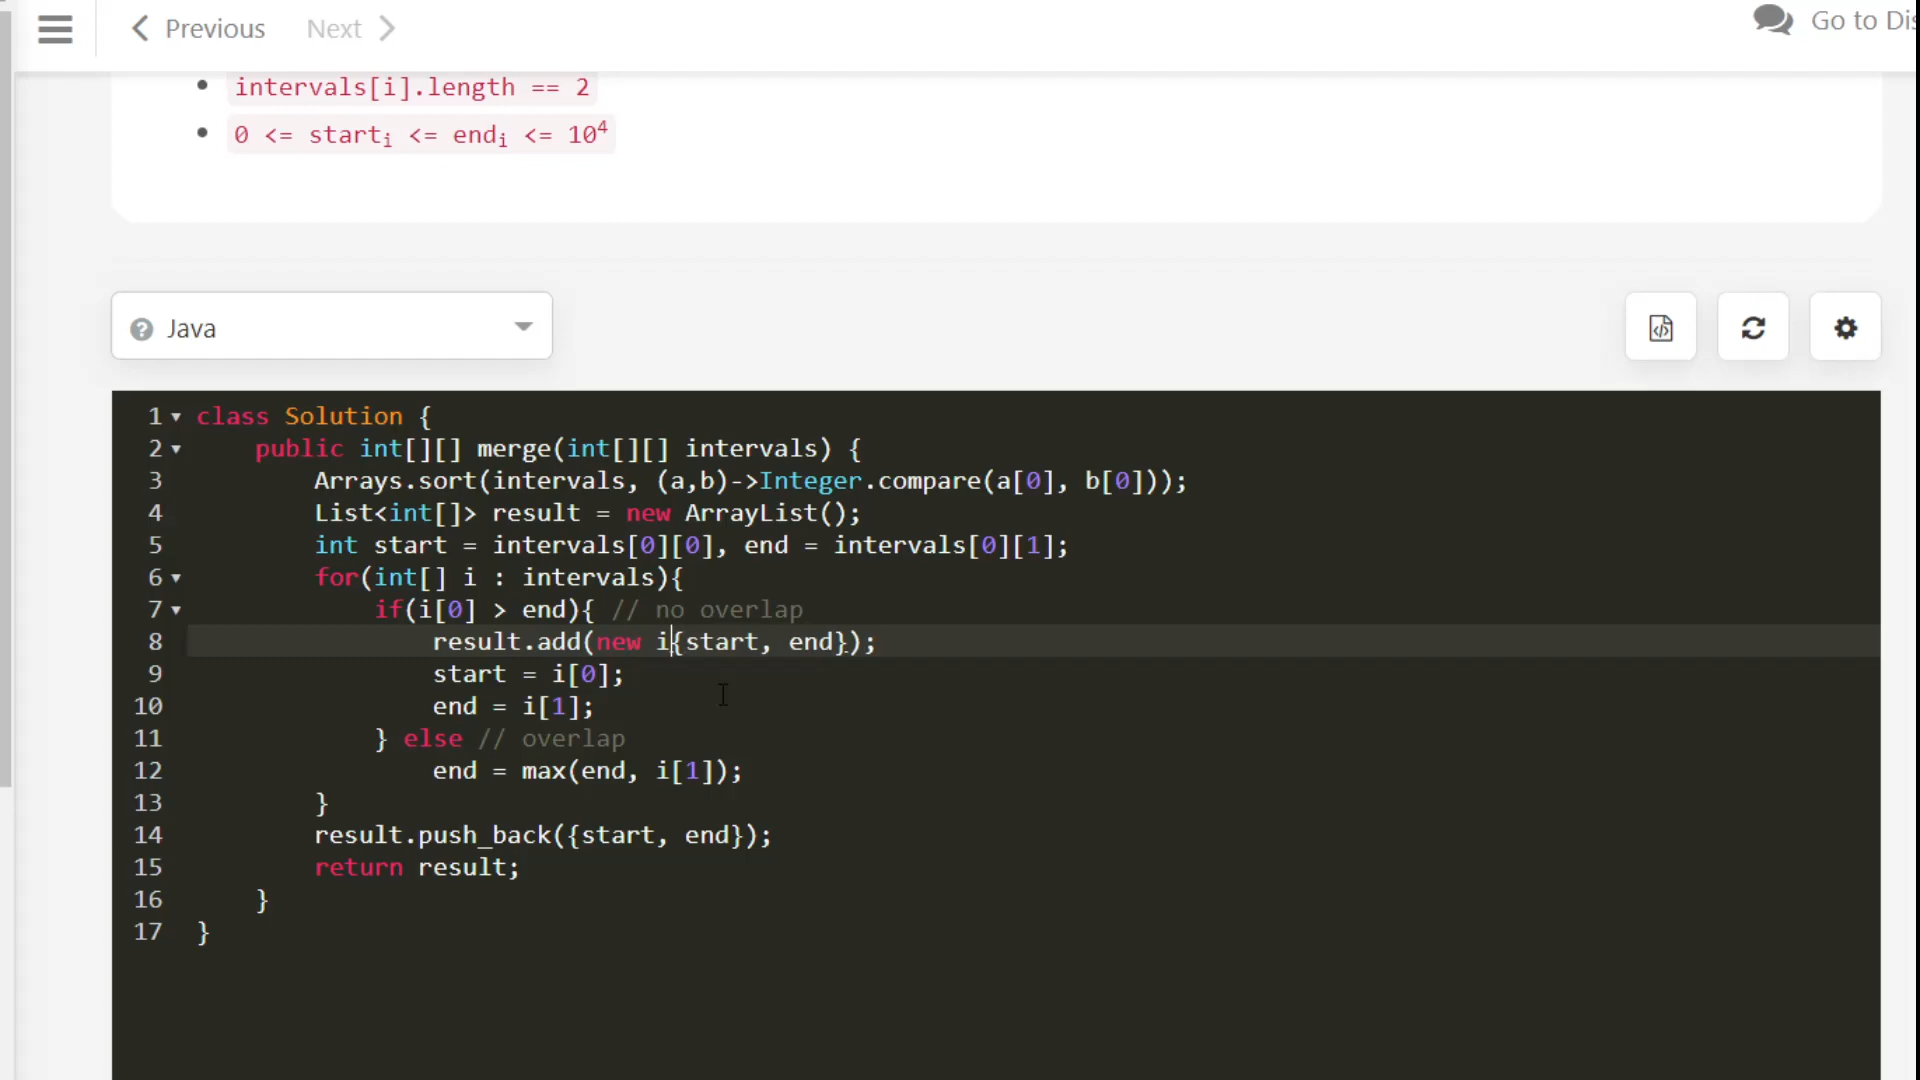 Previous Next Go to Dis
intervals[i].length == 2
0 <= starti <= endi <= 10⁴
Java
1 class Solution {
2 public int[][] merge(int[][] intervals) {
3 Arrays.sort(intervals, (a,b)->Integer.compare(a[0], b[0]));
4 List<int[]> result = new ArrayList();
5 int start = intervals[0][0], end = intervals[0][1];
6 for(int[] i : intervals){
7 if(i[0] > end){ // no overlap
8 result.add(new i{start, end});
9 start = i[0];
10 end = i[1];
11 } else // overlap
12 end = max(end, i[1]);
13 }
14 result.push_back({start, end});
15 return result;
16 }
17 }